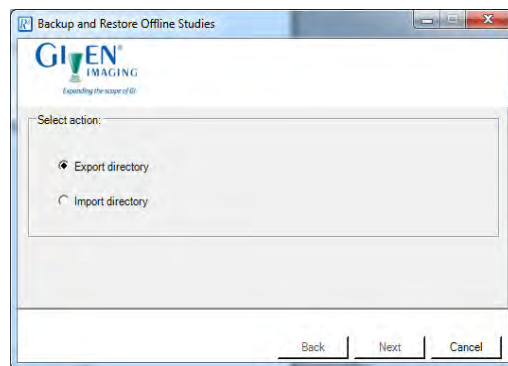 Backup and Restore Offline Studies
GIVEN®
IMAGING
Expanding the scope of GI
Select action:
Export directory
Import directory
Back Next Cancel